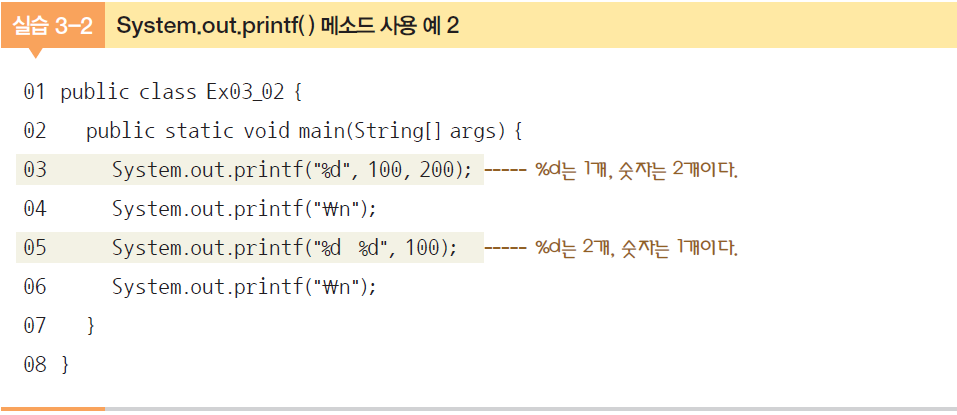 실습 3-2 System.out.printf( ) 메소드 사용 예 2
01 public class Ex03_02 {
02 public static void main(String[] args) {
03 System.out.printf("%d", 100, 200); ----- %d는 1개, 숫자는 2개이다.
04 System.out.printf("₩n");
05 System.out.printf("%d %d", 100); ----- %d는 2개, 숫자는 1개이다.
06 System.out.printf("₩n");
07 }
08 }